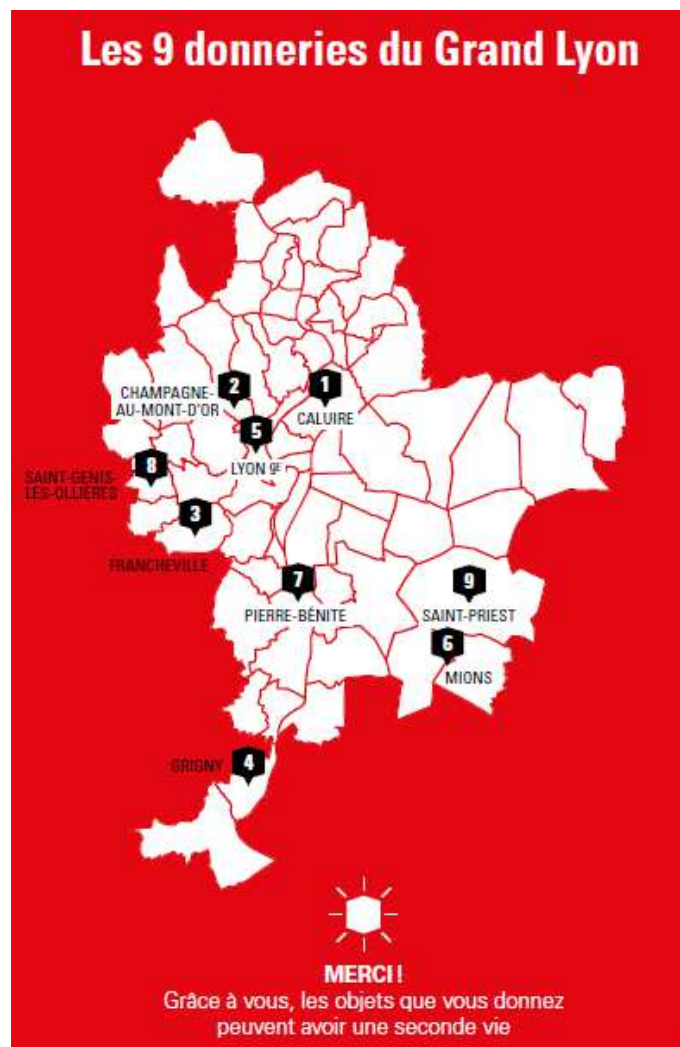 Les 9 donneries du Grand Lyon
2
1
CHAMPAGNE-
AU-MONT-D'OR
CALUIRE
5
LYON 9E
8
SAINT-GENIS-
LES-OLLIÈRES
3
FRANCHEVILLE
7
PIERRE-BÉNITE
9
SAINT-PRIEST
6
MIONS
4
GRIGNY
MERCI !
Grâce à vous, les objets que vous donnez
peuvent avoir une seconde vie